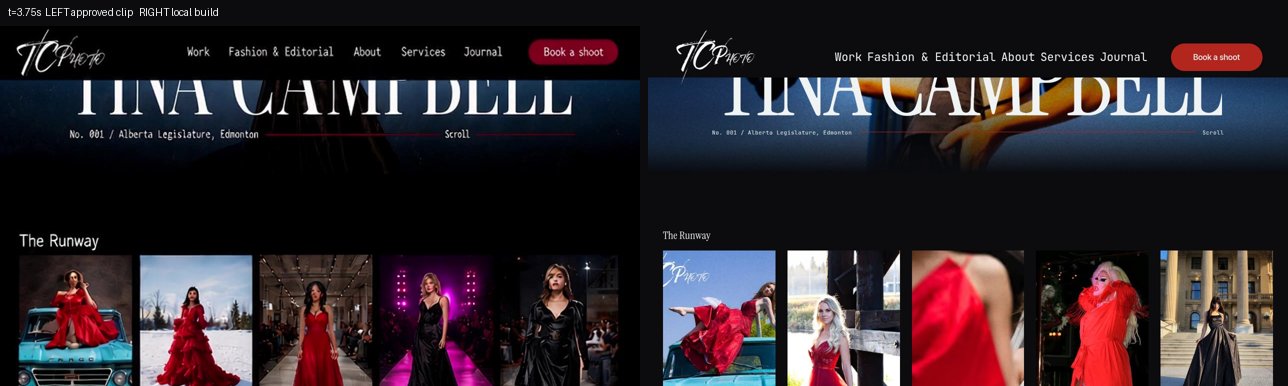 t=3.75s LEFT approved clip RIGHT local build
TCPHOTO
Work Fashion & Editorial About Services Journal Book a shoot
TINA CAMPBELL
No. 001 / Alberta Legislature, Edmonton Scroll
The Runway
TCPHOTO
Work Fashion & Editorial About Services Journal Book a shoot
TINA CAMPBELL
No. 001 / Alberta Legislature, Edmonton Scroll
The Runway
CPHOTO